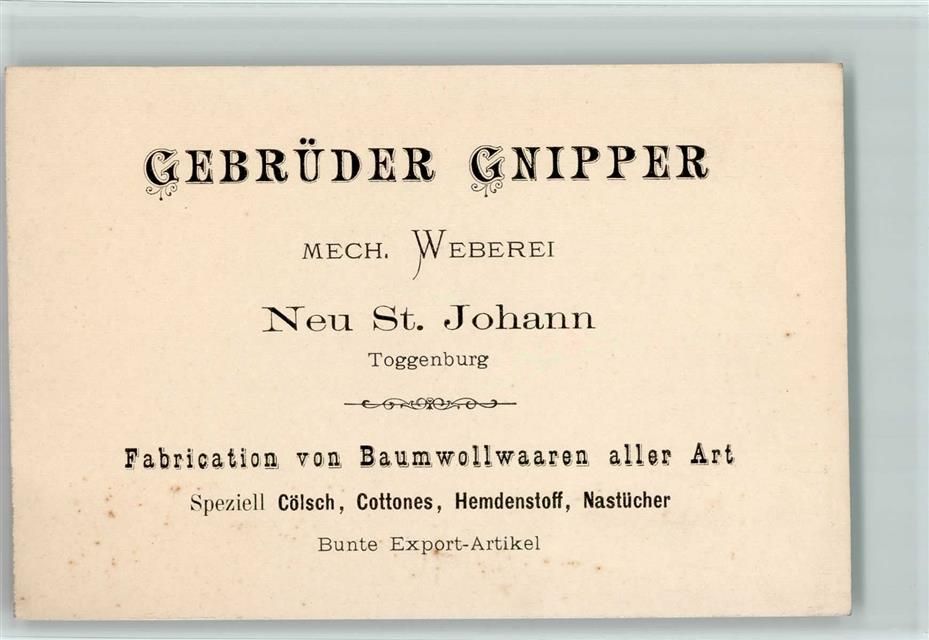 GEBRÜDER GNIPPER
MECH. WEBEREI
Neu St. Johann
Toggenburg
Fabrication von Baumwollwaaren aller Art
Speziell Cölsch, Cottones, Hemdenstoff, Nastücher
Bunte Export-Artikel